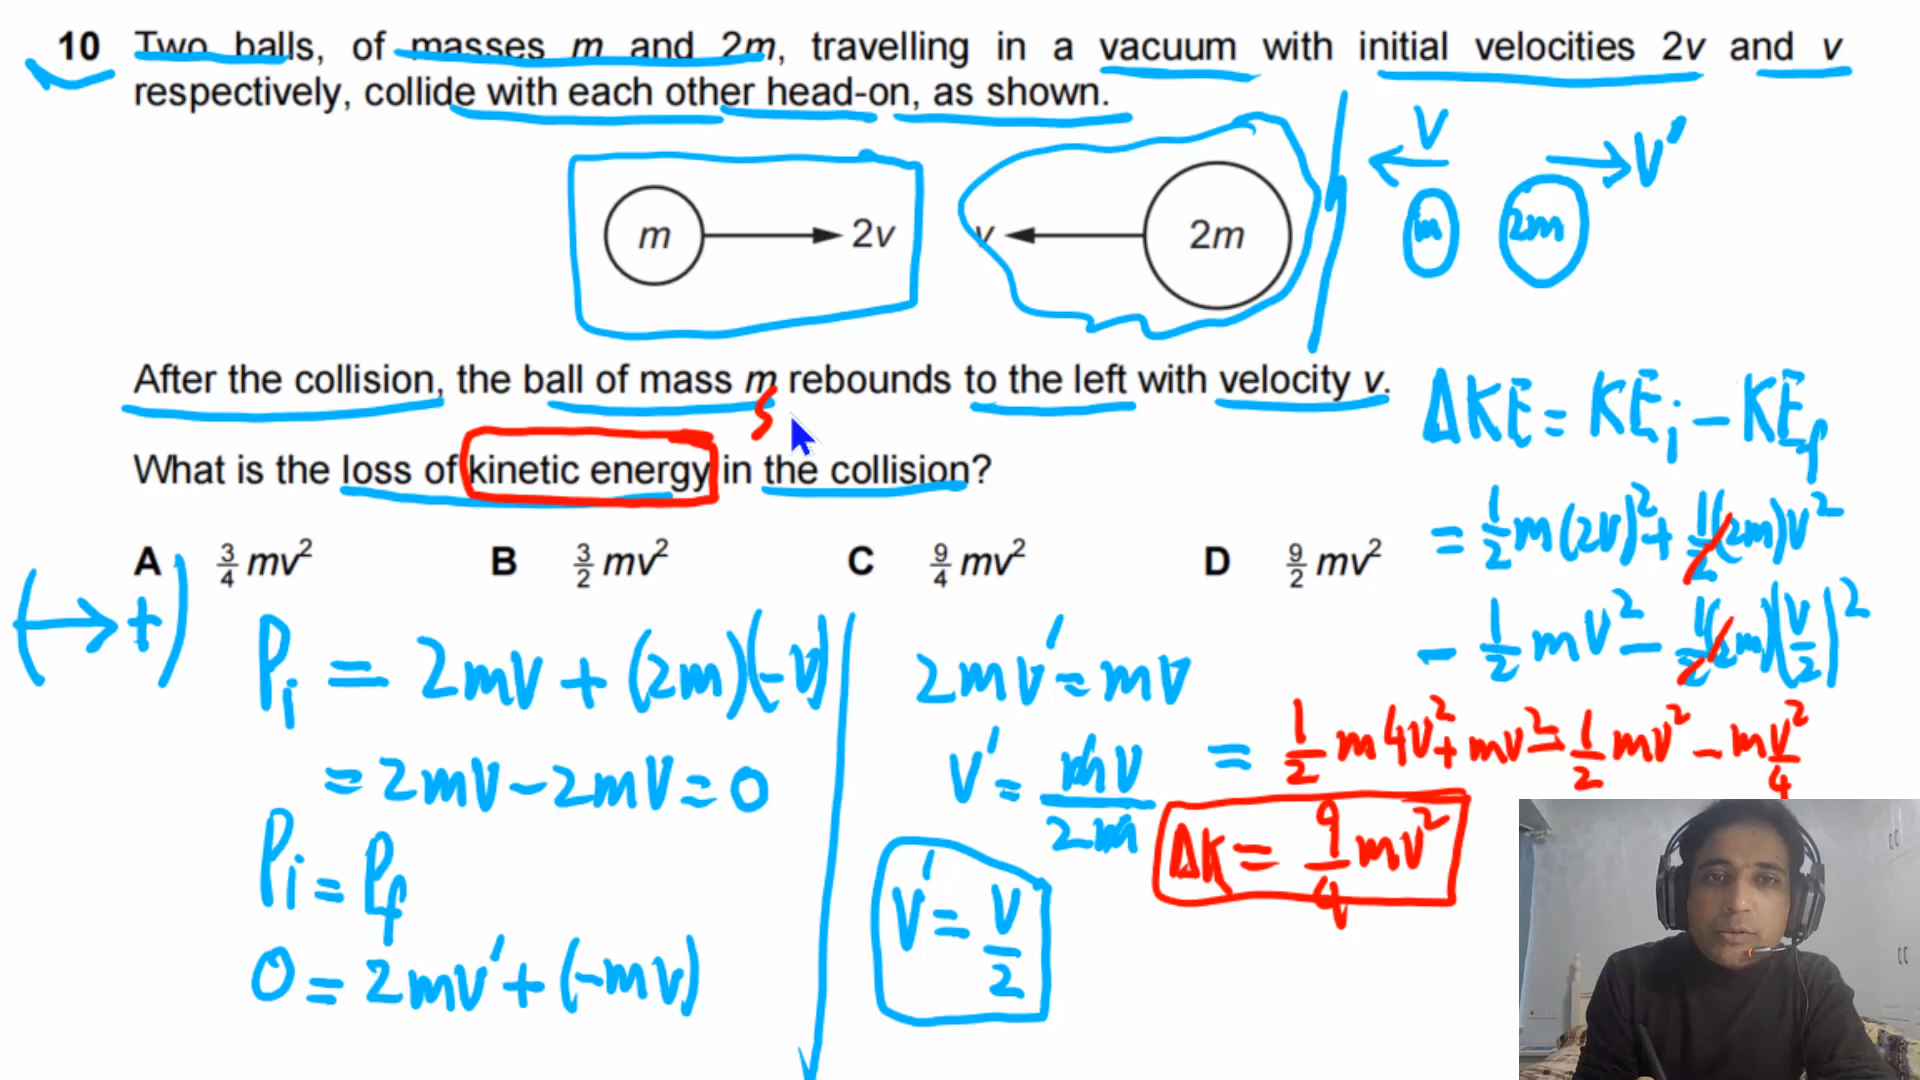 10 Two balls, of masses m and 2m, travelling in a vacuum with initial velocities 2v and v
respectively, collide with each other head-on, as shown.
m 2v v 2m
v v′
m 2m
After the collision, the ball of mass m rebounds to the left with velocity v.
What is the loss of kinetic energy in the collision?
A 3/4 mv² B 3/2 mv² C 9/4 mv² D 9/2 mv²
(→+)
Pi = 2mv + (2m)(-v)
= 2mv - 2mv = 0
Pi = Pf
0 = 2mv′ + (-mv)
2mv′ = mv
v′ = mv/2m
v′ = v/2
ΔKE = KEi - KEf
= 1/2 m(2v)² + 1/2(2m)v²
- 1/2 mv² - 1/2(2m)(v/2)²
= 1/2 m4v² + mv² - 1/2 mv² - mv²/4
ΔK = 9/4 mv²